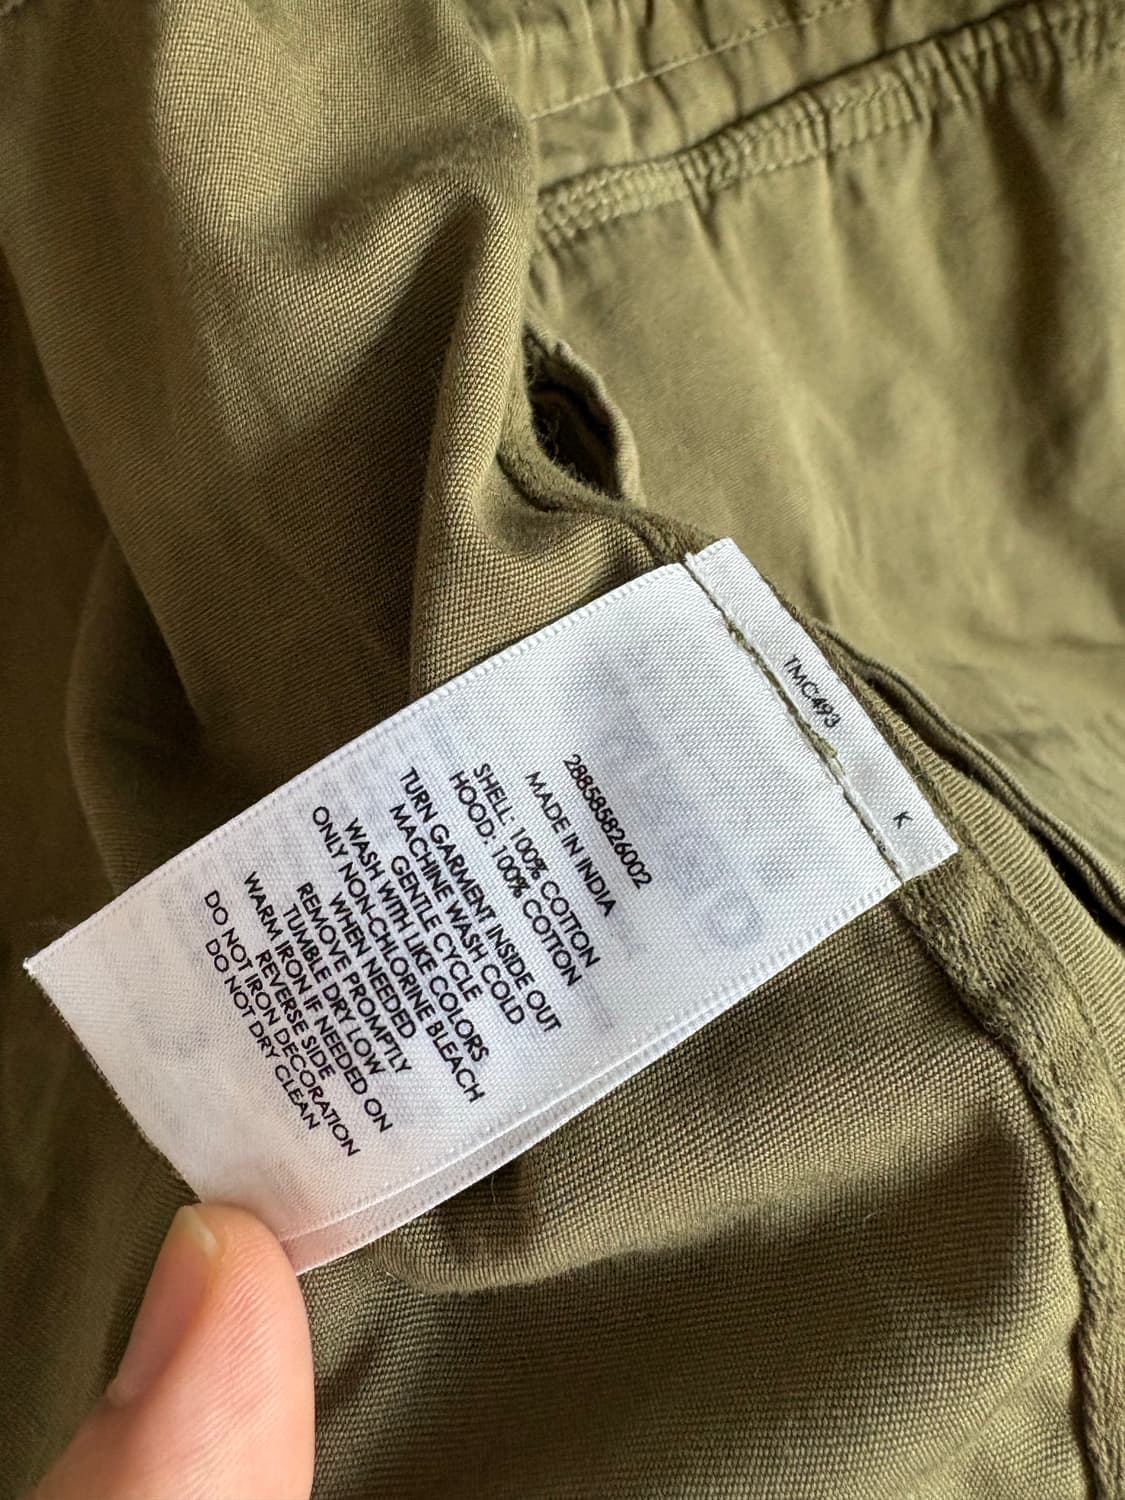 TMC493
K
288585826002
MADE IN INDIA
SHELL: 100% COTTON
HOOD: 100% COTTON
TURN GARMENT INSIDE OUT
MACHINE WASH COLD
GENTLE CYCLE
WASH WITH LIKE COLORS
ONLY NON-CHLORINE BLEACH
WHEN NEEDED
REMOVE PROMPTLY
TUMBLE DRY LOW
WARM IRON IF NEEDED ON
REVERSE SIDE
DO NOT IRON DECORATION
DO NOT DRY CLEAN